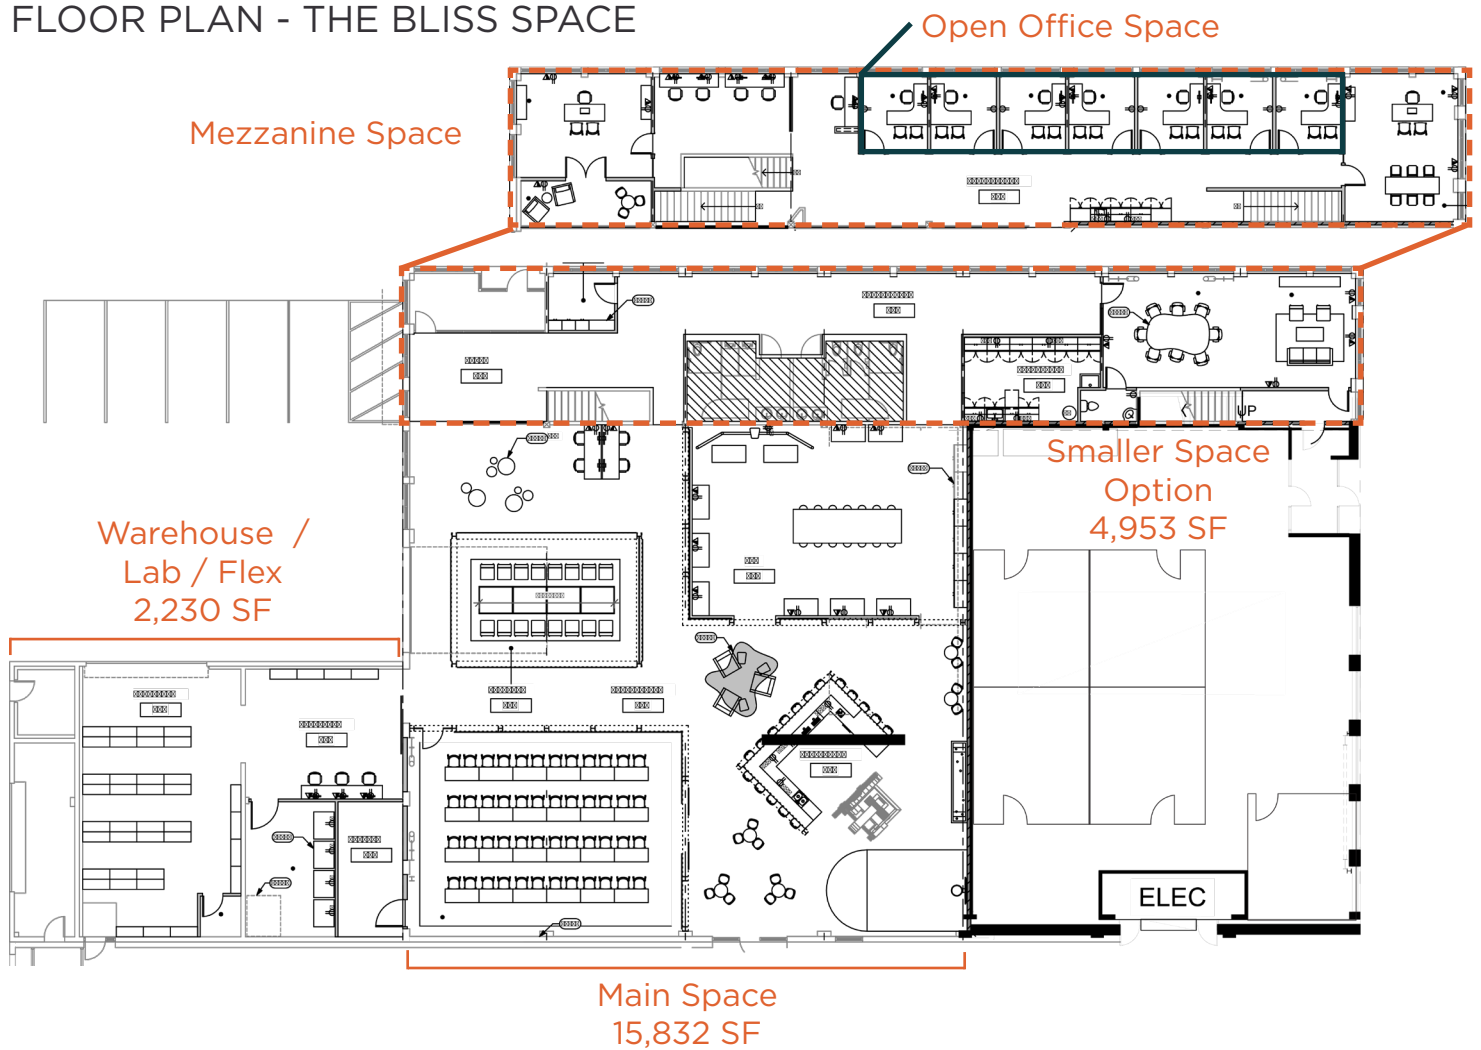 FLOOR PLAN - THE BLISS SPACE
Open Office Space
Mezzanine Space
UP
Smaller Space
Option
4,953 SF
Warehouse /
Lab / Flex
2,230 SF
ELEC
Main Space
15,832 SF